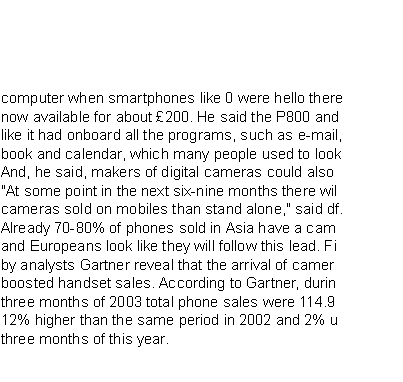 computer when smartphones like 0 were hello there
now available for about £200. He said the P800 and
like it had onboard all the programs, such as e-mail,
book and calendar, which many people used to look
And, he said, makers of digital cameras could also
"At some point in the next six-nine months there wil
cameras sold on mobiles than stand alone," said df.
Already 70-80% of phones sold in Asia have a cam
and Europeans look like they will follow this lead. Fi
by analysts Gartner reveal that the arrival of camer
boosted handset sales. According to Gartner, durin
three months of 2003 total phone sales were 114.9
12% higher than the same period in 2002 and 2% u
three months of this year.